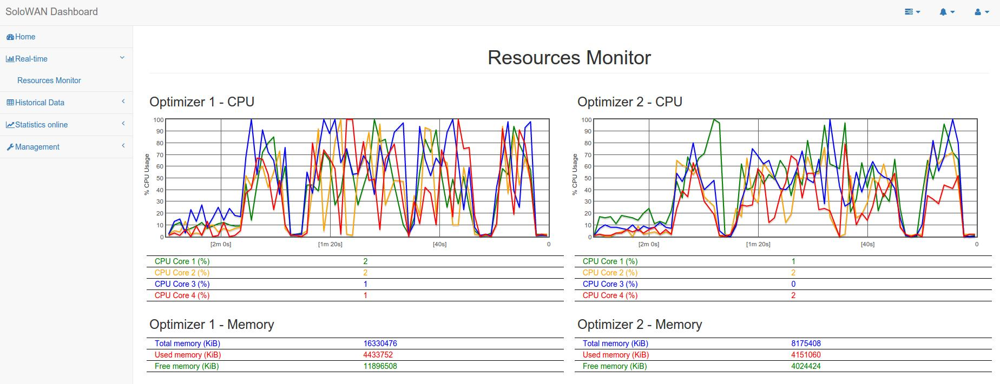 SoloWAN Dashboard
Home
Real-time
Resources Monitor
Historical Data
Statistics online
Management
Resources Monitor
Optimizer 1 - CPU
% CPU Usage
100
90
80
70
60
50
40
30
20
10
0
[2m 0s] [1m 20s] [40s] 0
CPU Core 1 (%) 2
CPU Core 2 (%) 2
CPU Core 3 (%) 1
CPU Core 4 (%) 1
Optimizer 2 - CPU
% CPU Usage
100
90
80
70
60
50
40
30
20
10
0
[2m 0s] [1m 20s] [40s] 0
CPU Core 1 (%) 1
CPU Core 2 (%) 2
CPU Core 3 (%) 0
CPU Core 4 (%) 2
Optimizer 1 - Memory
Total memory (KiB) 16330476
Used memory (KiB) 4433752
Free memory (KiB) 11896508
Optimizer 2 - Memory
Total memory (KiB) 8175408
Used memory (KiB) 4151060
Free memory (KiB) 4024424